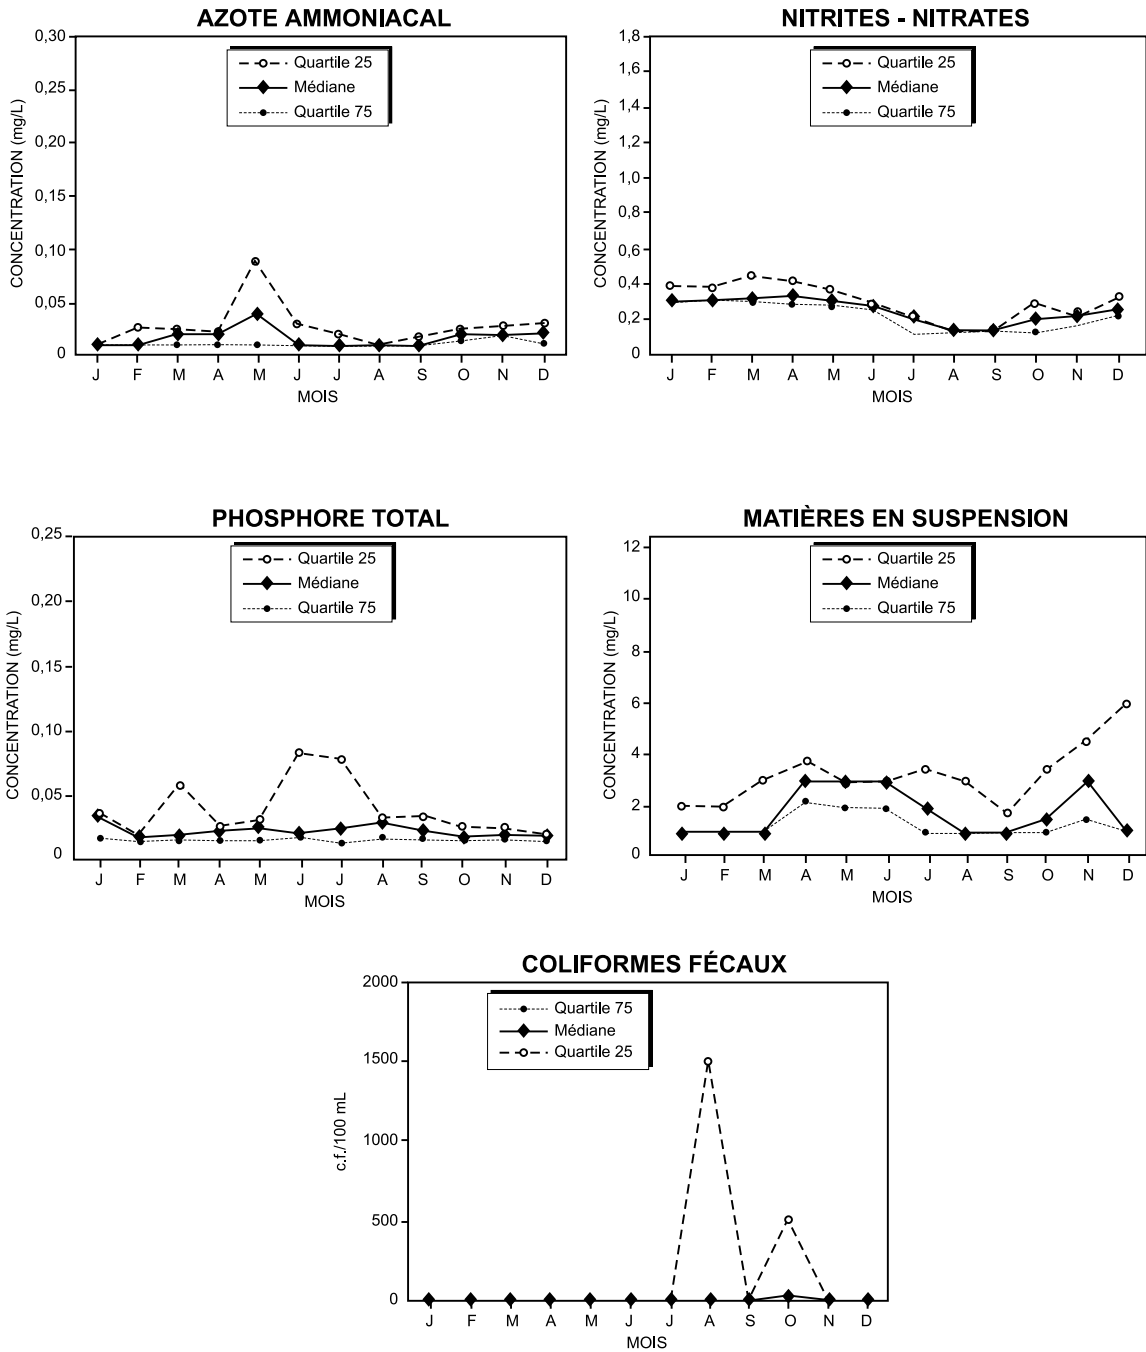 AZOTE AMMONIACAL
0,30
0,25
0,20
0,15
0,10
0,05
0
CONCENTRATION (mg/L)
Quartile 25
Médiane
Quartile 75
J F M A M J J A S O N D
MOIS
NITRITES - NITRATES
1,8
1,6
1,4
1,2
1,0
0,8
0,6
0,4
0,2
0
CONCENTRATION (mg/L)
Quartile 25
Médiane
Quartile 75
J F M A M J J A S O N D
MOIS
PHOSPHORE TOTAL
0,25
0,20
0,15
0,10
0,05
0
CONCENTRATION (mg/L)
Quartile 25
Médiane
Quartile 75
J F M A M J J A S O N D
MOIS
MATIÈRES EN SUSPENSION
12
10
8
6
4
2
0
CONCENTRATION (mg/L)
Quartile 25
Médiane
Quartile 75
J F M A M J J A S O N D
MOIS
COLIFORMES FÉCAUX
2000
1500
1000
500
0
c.f./100 mL
Quartile 75
Médiane
Quartile 25
J F M A M J J A S O N D
MOIS